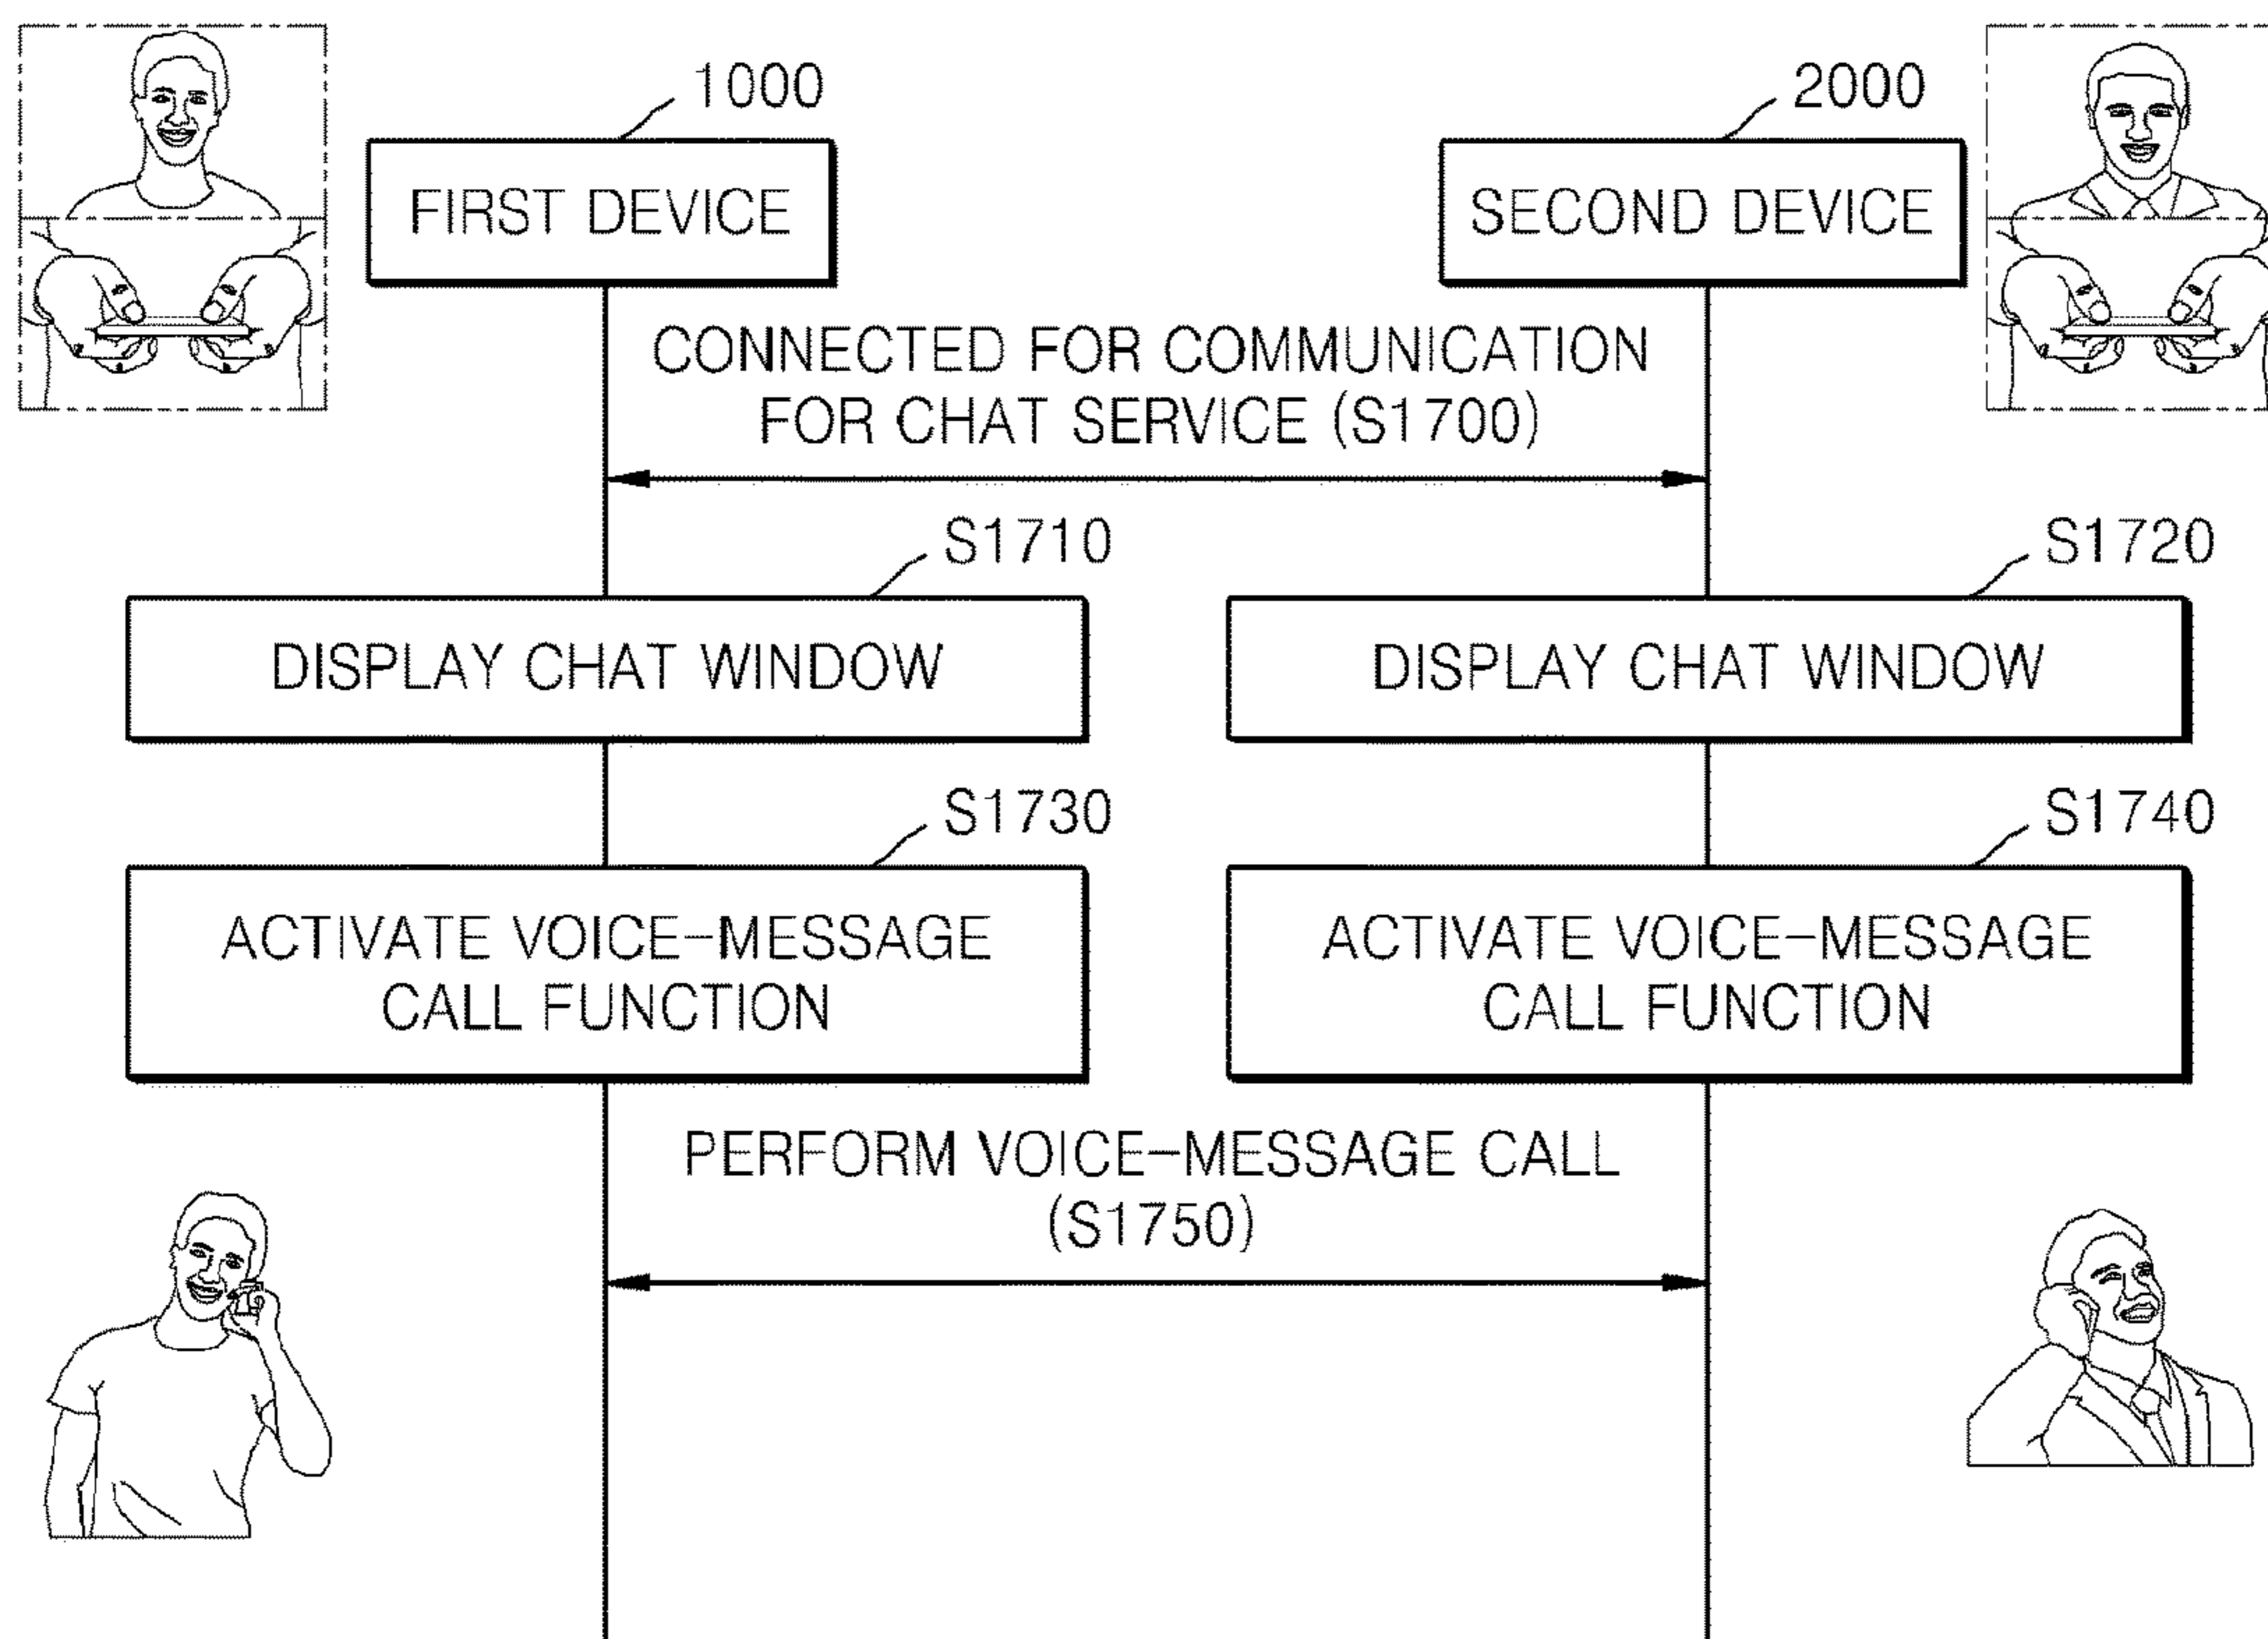 1000
2000
FIRST DEVICE
SECOND DEVICE
CONNECTED FOR COMMUNICATION
FOR CHAT SERVICE (S1700)
S1710
S1720
DISPLAY CHAT WINDOW
DISPLAY CHAT WINDOW
S1730
S1740
ACTIVATE VOICE-MESSAGE
CALL FUNCTION
ACTIVATE VOICE-MESSAGE
CALL FUNCTION
PERFORM VOICE-MESSAGE CALL
(S1750)